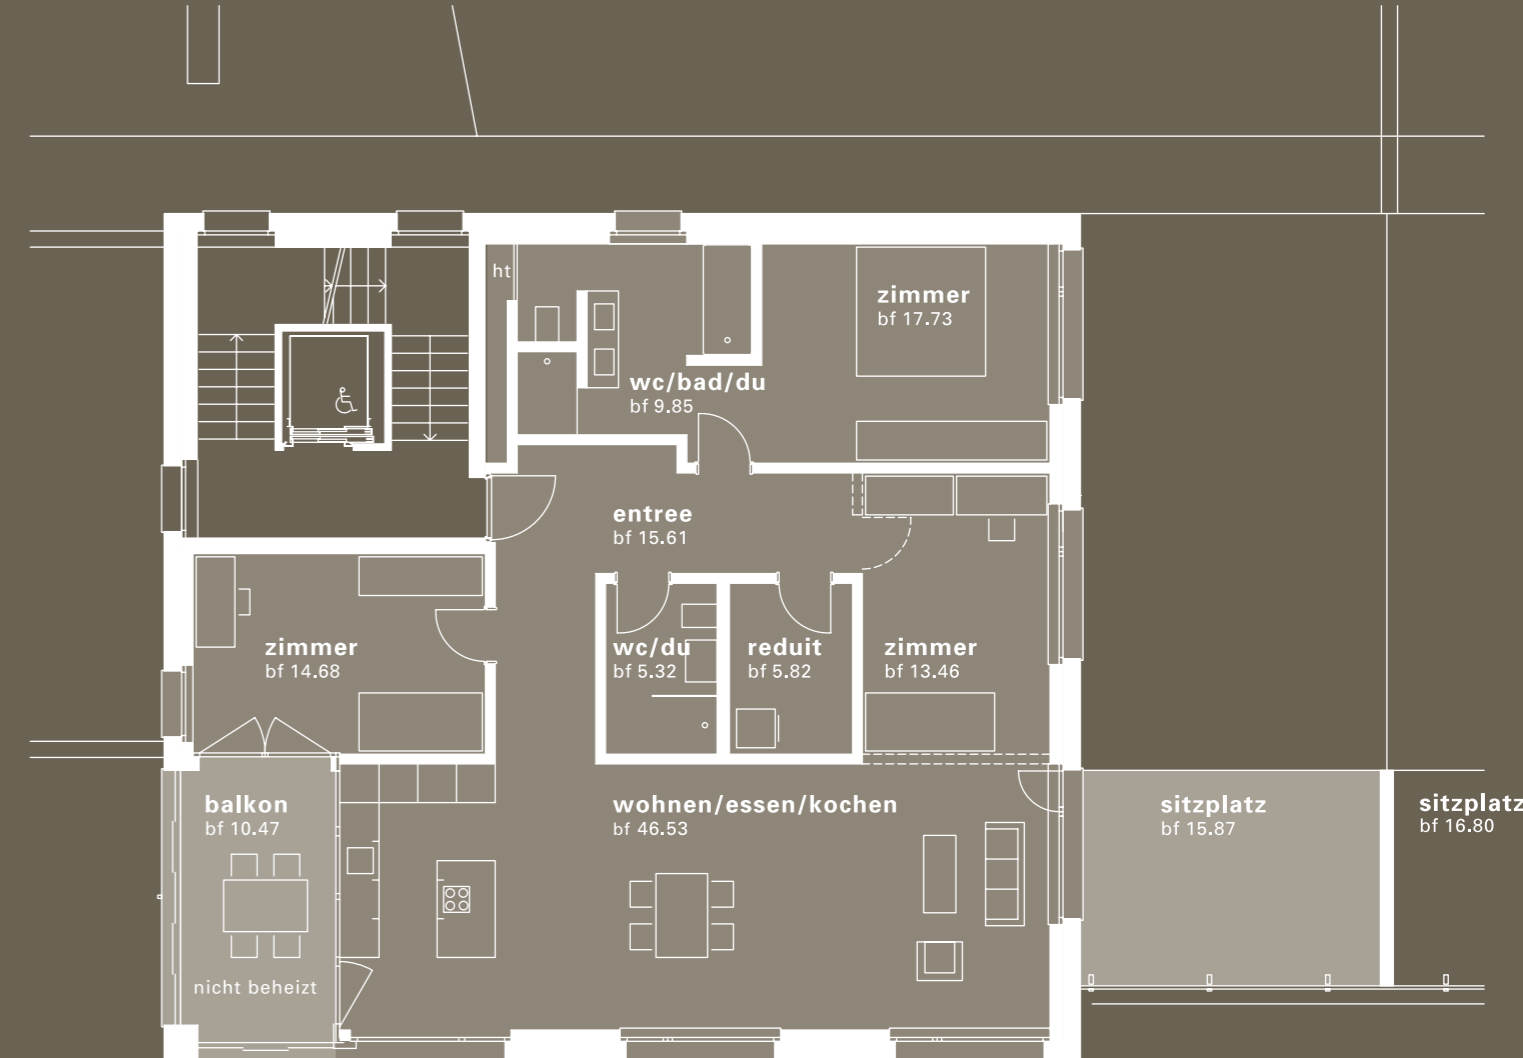 ht
zimmer
bf 17.73
wc/bad/du
bf 9.85
entree
bf 15.61
zimmer
bf 14.68
wc/du
bf 5.32
reduit
bf 5.82
zimmer
bf 13.46
balkon
bf 10.47
wohnen/essen/kochen
bf 46.53
sitzplatz
bf 15.87
sitzplatz
bf 16.80
nicht beheizt